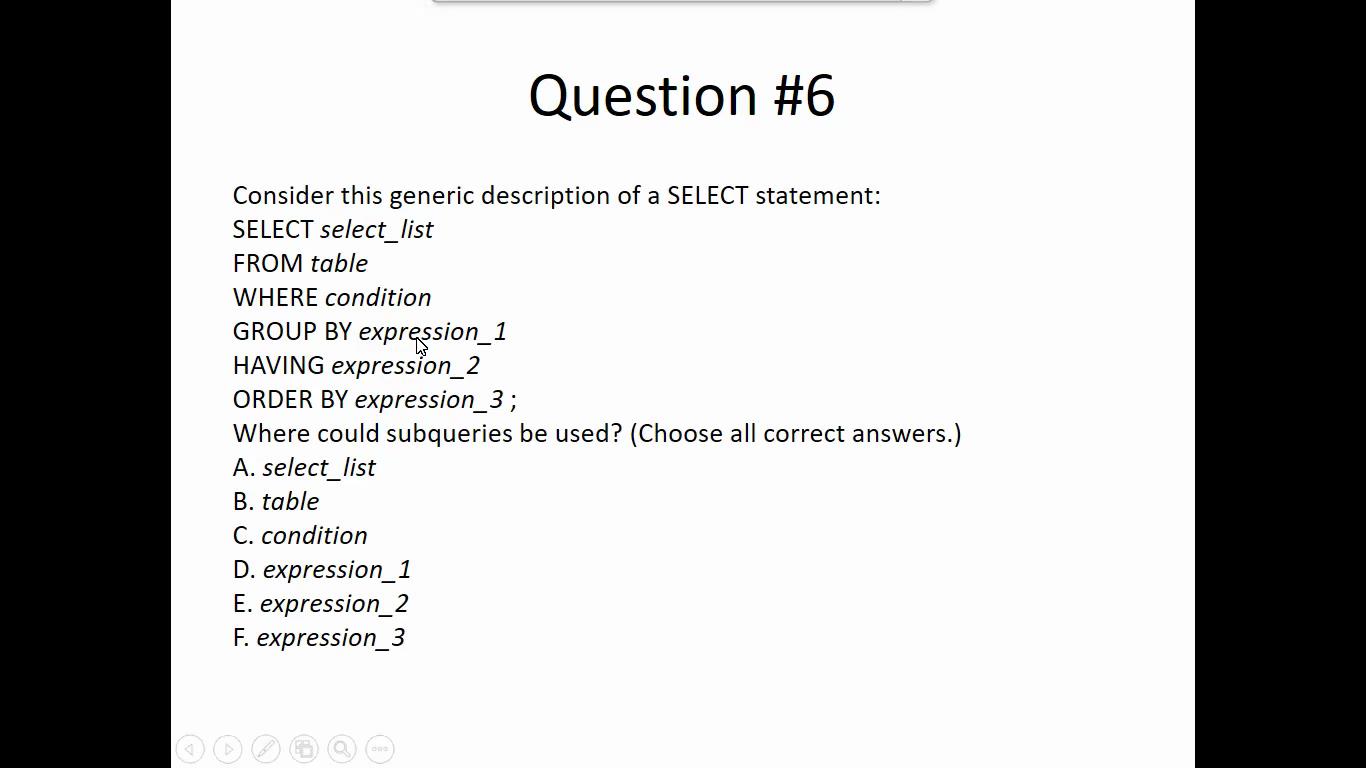 Question #6
Consider this generic description of a SELECT statement:
SELECT select_list
FROM table
WHERE condition
GROUP BY expression_1
HAVING expression_2
ORDER BY expression_3 ;
Where could subqueries be used? (Choose all correct answers.)
A. select_list
B. table
C. condition
D. expression_1
E. expression_2
F. expression_3